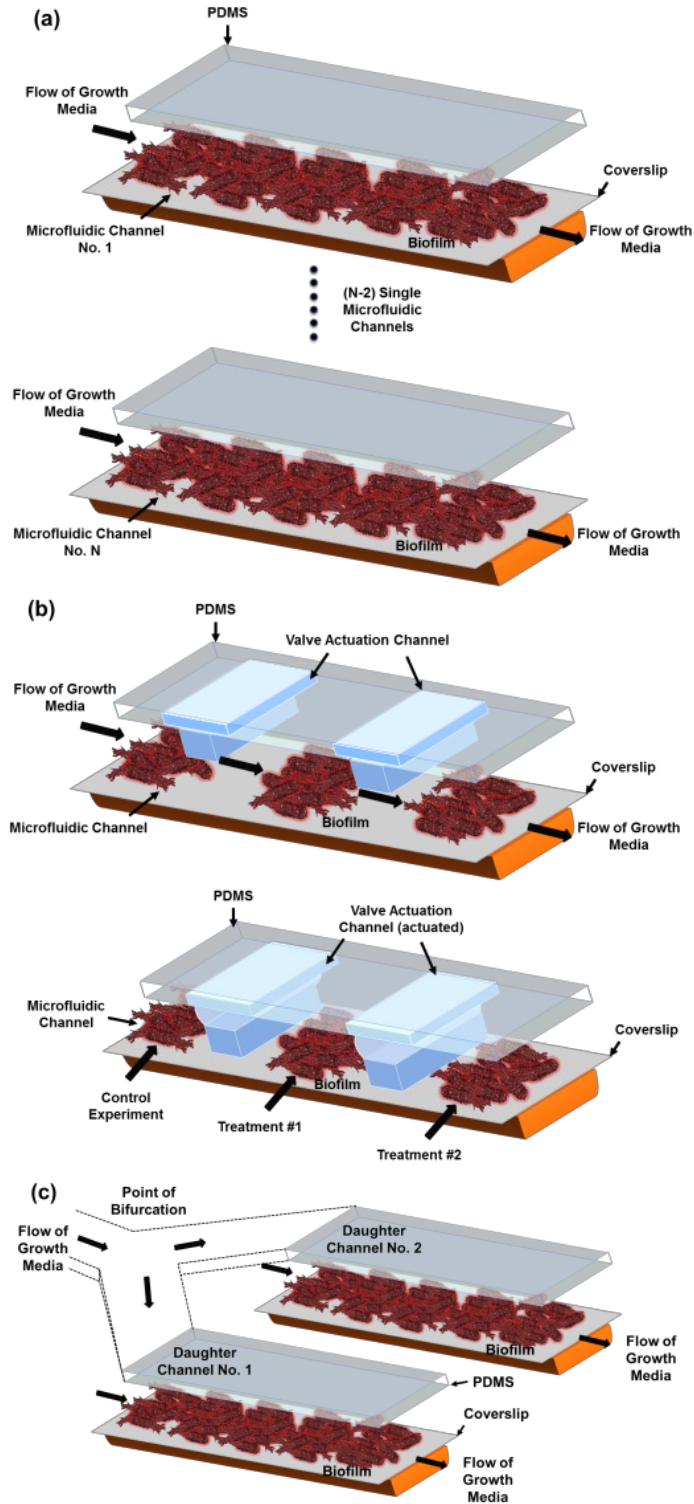 (a)
PDMS
Flow of Growth
Media
Coverslip
Microfluidic Channel
No. 1
Biofilm
Flow of Growth
Media
(N-2) Single
Microfluidic
Channels
Flow of Growth
Media
Microfluidic Channel
No. N
Biofilm
Flow of Growth
Media
(b)
PDMS
Valve Actuation Channel
Flow of Growth
Media
Coverslip
Microfluidic Channel
Biofilm
Flow of Growth
Media
PDMS
Valve Actuation
Channel (actuated)
Microfluidic
Channel
Coverslip
Biofilm
Control
Experiment
Treatment #1
Treatment #2
(c)
Point of
Bifurcation
Flow of
Growth
Media
Daughter
Channel No. 2
Biofilm
Flow of
Growth
Media
Daughter
Channel No. 1
PDMS
Coverslip
Biofilm
Flow of
Growth
Media